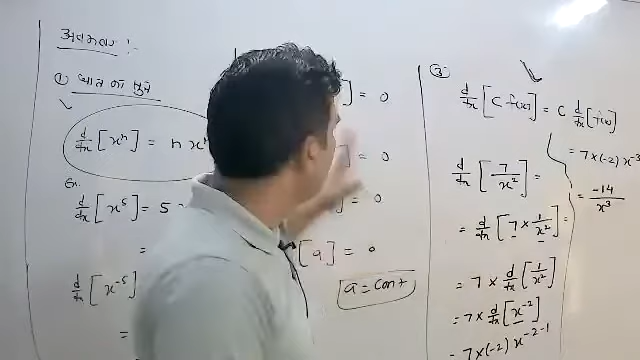 अवकलन :-
① घात का सूत्र
d/dx [xⁿ] = n x
Ex.
d/dx [x⁵] = 5
=
d/dx [x⁻⁵]
=
] = 0
] = 0
] = 0
[a] = 0
a = Const
③
d/dx [C f(x)] = C d/dx [f(x)]
d/dx [7/x²] =
= d/dx [7 × 1/x²] =
= 7 × d/dx [1/x²]
= 7 × d/dx [x⁻²]
= 7 × (-2) x⁻²⁻¹
= 7 × (-2) x⁻³
= -14/x³